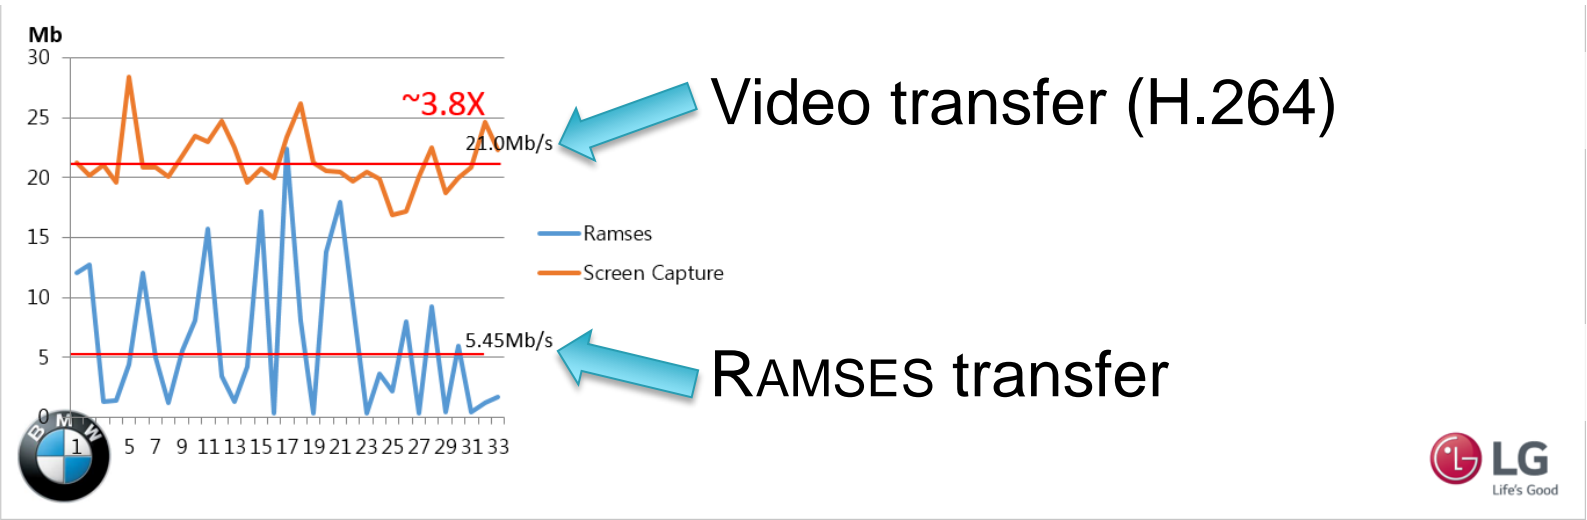 Mb
30
25
20
15
10
5
0
~3.8X
21.0Mb/s
Video transfer (H.264)
Ramses
Screen Capture
5.45Mb/s
RAMSES transfer
1 5 7 9 11 13 15 17 19 21 23 25 27 29 31 33
BMW
LG
Life's Good